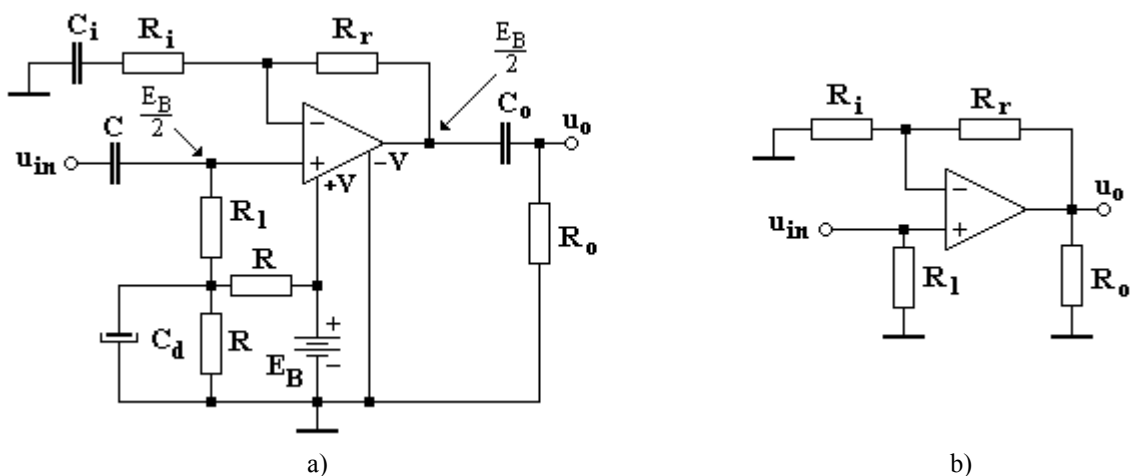 C_i
R_i
R_r
E_B/2
E_B/2
C_o
u_o
C
u_in
−
+
−V
+V
R_1
R
R_o
C_d
R
E_B
+
−
a)
R_i
R_r
−
+
u_o
u_in
R_1
R_o
b)